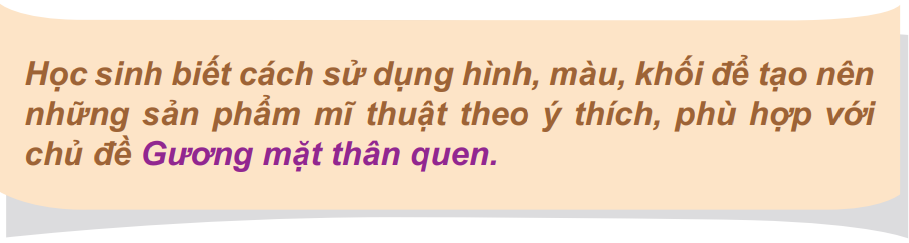 Học sinh biết cách sử dụng hình, màu, khối để tạo nên
những sản phẩm mĩ thuật theo ý thích, phù hợp với
chủ đề Gương mặt thân quen.